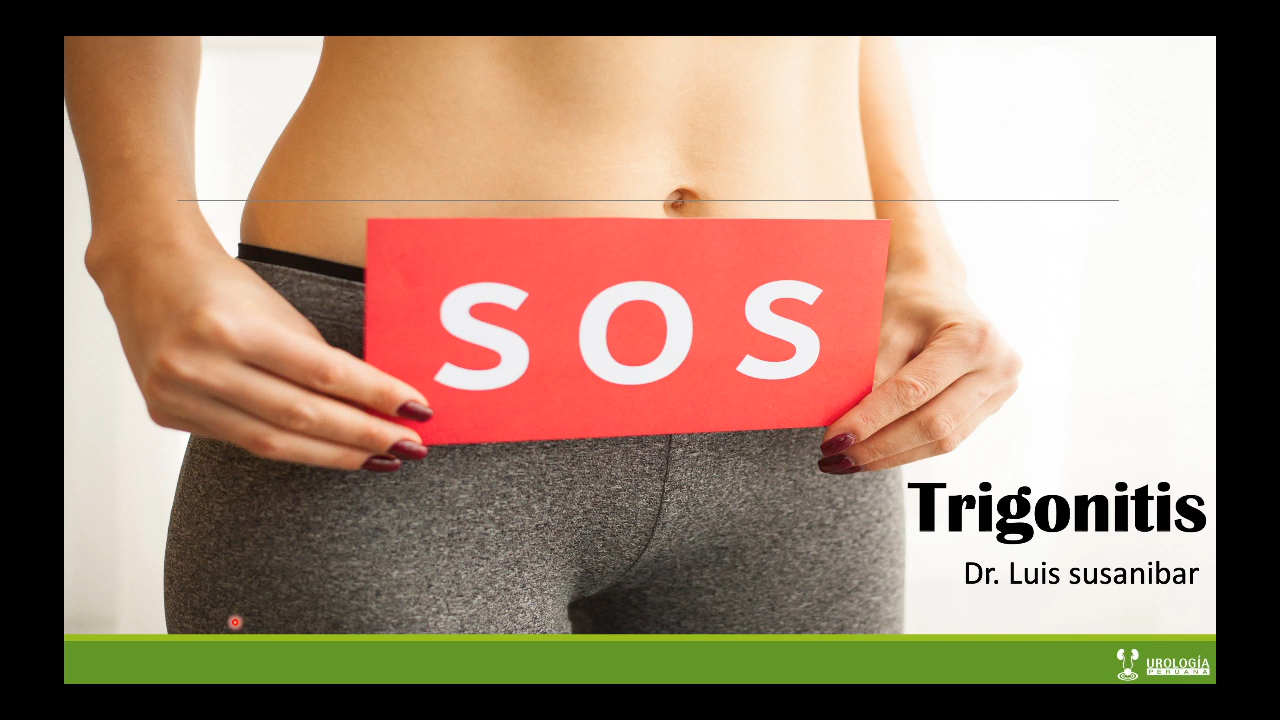 SOS
Trigonitis
Dr. Luis susanibar
UROLOGÍA
PERUANA